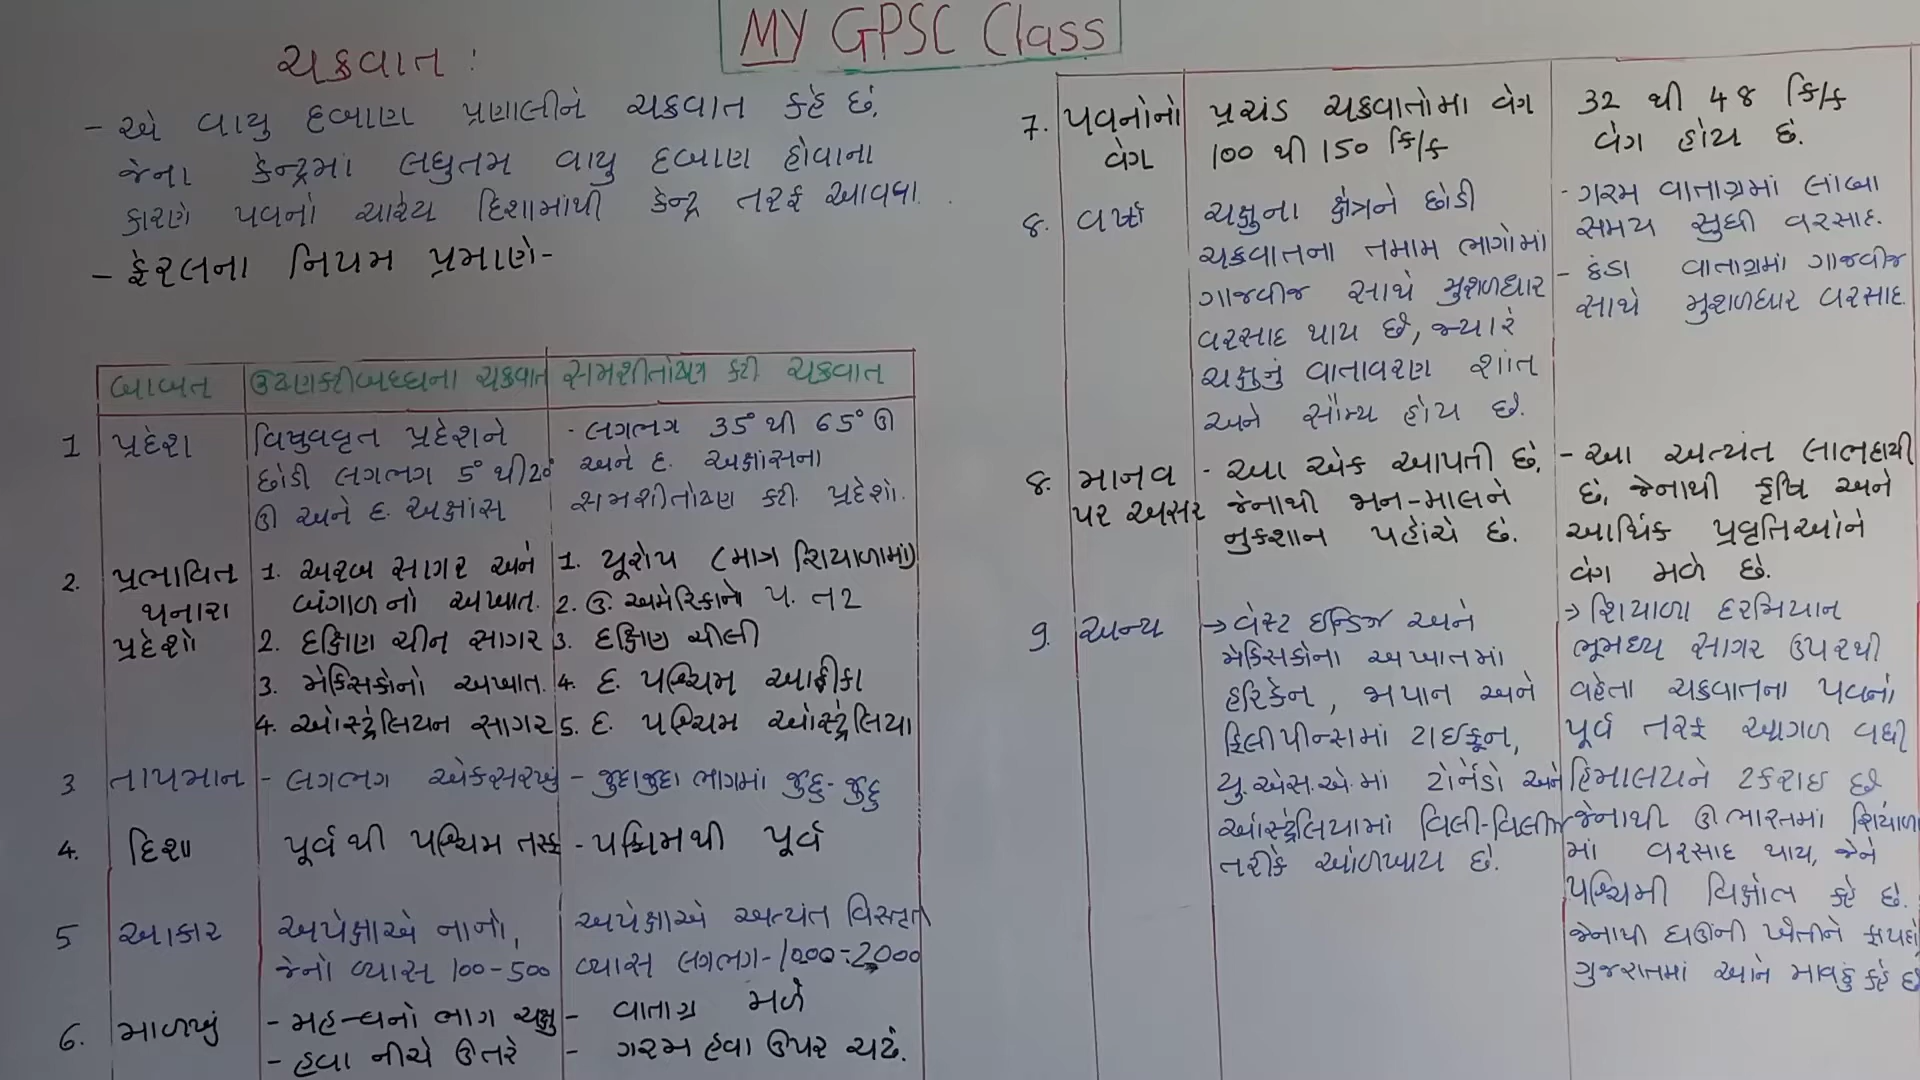 MY GPSC Class
ચક્રવાત :
- એ વાયુ દબાણ પ્રણાલીને ચક્રવાત કહે છે,
જેના કેન્દ્રમાં લઘુતમ વાયુ દબાણ હોવાના
કારણે પવનો ચારેય દિશામાંથી કેન્દ્ર તરફ આવવા.
- ફેરલના નિયમ પ્રમાણે-
બાબત ઉષ્ણકટીબધ્ધના ચક્રવાત સમશીતોષ્ણ કટી. ચક્રવાત
1 પ્રદેશ વિષુવવૃત પ્રદેશને - લગભગ 35° થી 65° ઊ
છોડી લગભગ 5° થી 20° અને દ. અક્ષાંસના
ઊ અને દ. અક્ષાંસ સમશીતોષ્ણ કટી. પ્રદેશો.
2. પ્રભાવિત 1. અરબ સાગર અને 1. યૂરોપ (માત્ર શિયાળામાં)
થનારા બંગાળનો અખાત. 2. ઉ. અમેરિકાનો પ. તટ
પ્રદેશો 2. દક્ષિણ ચીન સાગર 3. દક્ષિણ ચીલી
3. મેક્સિકોનો અખાત. 4. દ. પશ્ચિમ આફ્રીકા
4. ઓસ્ટ્રેલિયન સાગર 5. દ. પશ્ચિમ ઓસ્ટ્રેલિયા
3 તાપમાન - લગભગ એકસરખું - જુદાજુદા ભાગમાં જુદુ-જુદુ
4. દિશા પૂર્વ થી પશ્ચિમ તરફ - પશ્ચિમથી પૂર્વ
5 આકાર અપેક્ષાએ નાનો, અપેક્ષાએ અત્યંત વિસ્તૃત
જેનો વ્યાસ 100-500 વ્યાસ લગભગ-1000-2000
6. માળખું - મહત્વનો ભાગ ચક્ષુ - વાતાગ્ર મળે
- હવા નીચે ઉતરે - ગરમ હવા ઉપર ચઢે.
7. પવનોનો પ્રચંડ ચક્રવાતોમા વેગ 32 થી 48 કિ/ક
વેગ 100 થી 150 કિ/ક વેગ હોય છે.
8. વર્ષા ચક્ષુના ક્ષેત્રને છોડી - ગરમ વાતાગ્રમાં લાંબા
ચક્રવાતના તમામ ભાગોમાં સમય સુધી વરસાદ.
ગાજવીજ સાથે મુશળધાર - ઠંડા વાતાગ્રમાં ગાજવીજ
વરસાદ થાય છે, જ્યારે સાથે મુશળધાર વરસાદ
ચક્ષુનું વાતાવરણ શાંત
અને સૌમ્ય હોય છે.
8. માનવ - આ એક આપતી છે, - આ અત્યંત લાભદાયી
પર અસર જેનાથી જાન-માલને છે, જેનાથી કૃષિ અને
નુકશાન પહોંચે છે. આર્થિક પ્રવૃતિઓને
વેગ મળે છે.
9. અન્ય → વેસ્ટ ઇન્ડિઝ અને → શિયાળા દરમિયાન
મેક્સિકોના અખાતમાં ભૂમધ્ય સાગર ઉપરથી
હરિકેન, જાપાન અને વહેતા ચક્રવાતના પવનો
ફિલીપીન્સમાં ટાઈફૂન, પૂર્વ તરફ આગળ વધી
યુ.એસ.એ.માં ટોર્નેડો અને હિમાલયને ટકરાઇ છે
ઓસ્ટ્રેલિયામાં વિલી-વિલીઝ જેનાથી ઊ ભારતમાં શિયાળા
તરીકે ઓળખાય છે. માં વરસાદ થાય, જેને
પશ્ચિમી વિક્ષોભ કહે છે.
જેનાથી ઘઉંની ખેતીને ફાયદો
ગુજરાતમાં આને માવઠું કહે છે